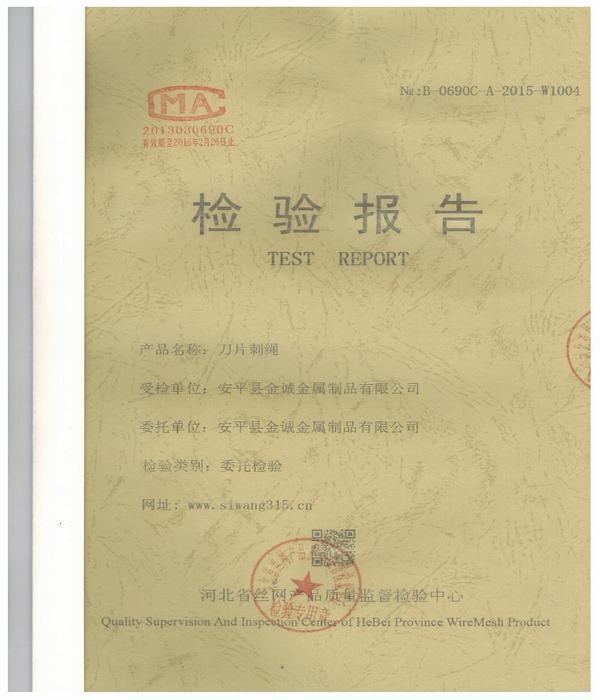 №:B-0690C-A-2015-W1004
CMA
2013030690C
有效期至2016年2月26日止
检验报告
TEST REPORT
产品名称：刀片刺绳
受检单位：安平县金诚金属制品有限公司
委托单位：安平县金诚金属制品有限公司
检验类别：委托检验
网址：www.siwang315.cn
河北省丝网产品质量监督检验中心
检验专用章
Quality Supervision And Inspection Center of HeBei Province WireMesh Product